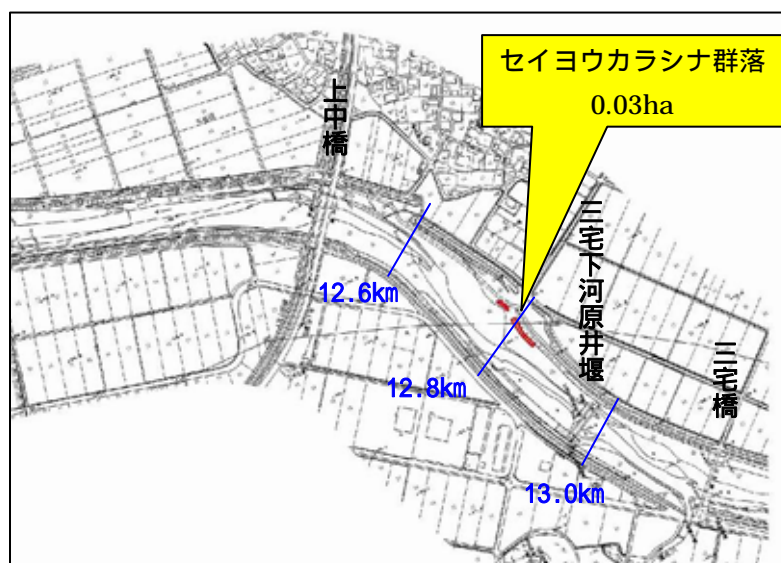 セイヨウカラシナ群落
0.03ha
上中橋
三宅下河原井堰
三宅橋
12.6km
12.8km
13.0km